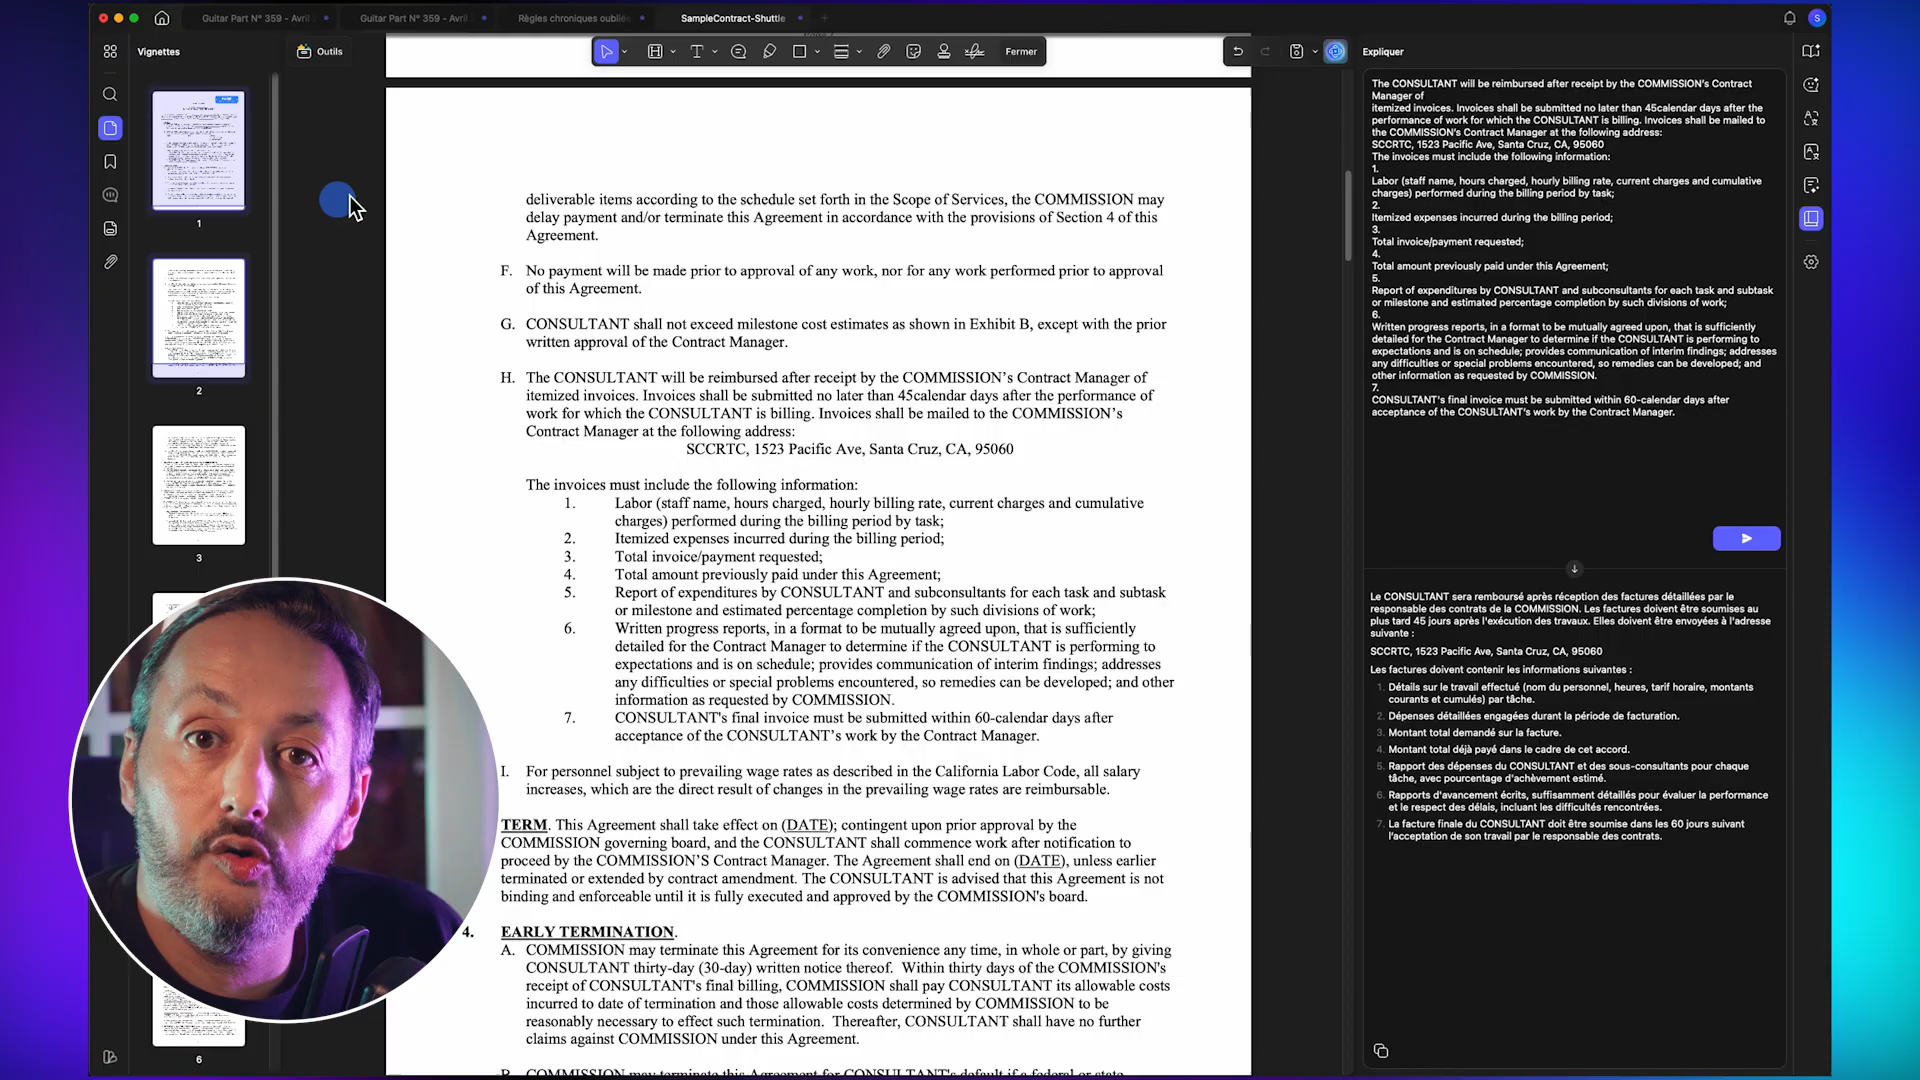 Guitar Part N° 359 - Avril
Guitar Part N° 359 - Avril
Règles chroniques oubliée
SampleContract-Shuttle
S
Vignettes
Outils
Fermer
Expliquer
1
2
3
6
deliverable items according to the schedule set forth in the Scope of Services, the COMMISSION may
delay payment and/or terminate this Agreement in accordance with the provisions of Section 4 of this
Agreement.
F. No payment will be made prior to approval of any work, nor for any work performed prior to approval
of this Agreement.
G. CONSULTANT shall not exceed milestone cost estimates as shown in Exhibit B, except with the prior
written approval of the Contract Manager.
H. The CONSULTANT will be reimbursed after receipt by the COMMISSION's Contract Manager of
itemized invoices. Invoices shall be submitted no later than 45calendar days after the performance of
work for which the CONSULTANT is billing. Invoices shall be mailed to the COMMISSION's
Contract Manager at the following address:
SCCRTC, 1523 Pacific Ave, Santa Cruz, CA, 95060
The invoices must include the following information:
1. Labor (staff name, hours charged, hourly billing rate, current charges and cumulative
charges) performed during the billing period by task;
2. Itemized expenses incurred during the billing period;
3. Total invoice/payment requested;
4. Total amount previously paid under this Agreement;
5. Report of expenditures by CONSULTANT and subconsultants for each task and subtask
or milestone and estimated percentage completion by such divisions of work;
6. Written progress reports, in a format to be mutually agreed upon, that is sufficiently
detailed for the Contract Manager to determine if the CONSULTANT is performing to
expectations and is on schedule; provides communication of interim findings; addresses
any difficulties or special problems encountered, so remedies can be developed; and other
information as requested by COMMISSION.
7. CONSULTANT's final invoice must be submitted within 60-calendar days after
acceptance of the CONSULTANT's work by the Contract Manager.
I. For personnel subject to prevailing wage rates as described in the California Labor Code, all salary
increases, which are the direct result of changes in the prevailing wage rates are reimbursable.
TERM. This Agreement shall take effect on (DATE); contingent upon prior approval by the
COMMISSION governing board, and the CONSULTANT shall commence work after notification to
proceed by the COMMISSION'S Contract Manager. The Agreement shall end on (DATE), unless earlier
terminated or extended by contract amendment. The CONSULTANT is advised that this Agreement is not
binding and enforceable until it is fully executed and approved by the COMMISSION's board.
4. EARLY TERMINATION.
A. COMMISSION may terminate this Agreement for its convenience any time, in whole or part, by giving
CONSULTANT thirty-day (30-day) written notice thereof. Within thirty days of the COMMISSION's
receipt of CONSULTANT's final billing, COMMISSION shall pay CONSULTANT its allowable costs
incurred to date of termination and those allowable costs determined by COMMISSION to be
reasonably necessary to effect such termination. Thereafter, CONSULTANT shall have no further
claims against COMMISSION under this Agreement.
B. COMMISSION may terminate this Agreement for CONSULTANT's default if a federal or state
The CONSULTANT will be reimbursed after receipt by the COMMISSION's Contract
Manager of
itemized invoices. Invoices shall be submitted no later than 45calendar days after the
performance of work for which the CONSULTANT is billing. Invoices shall be mailed to
the COMMISSION's Contract Manager at the following address:
SCCRTC, 1523 Pacific Ave, Santa Cruz, CA, 95060
The invoices must include the following information:
1.
Labor (staff name, hours charged, hourly billing rate, current charges and cumulative
charges) performed during the billing period by task;
2.
Itemized expenses incurred during the billing period;
3.
Total invoice/payment requested;
4.
Total amount previously paid under this Agreement;
5.
Report of expenditures by CONSULTANT and subconsultants for each task and subtask
or milestone and estimated percentage completion by such divisions of work;
6.
Written progress reports, in a format to be mutually agreed upon, that is sufficiently
detailed for the Contract Manager to determine if the CONSULTANT is performing to
expectations and is on schedule; provides communication of interim findings; addresses
any difficulties or special problems encountered, so remedies can be developed; and
other information as requested by COMMISSION.
7.
CONSULTANT's final invoice must be submitted within 60-calendar days after
acceptance of the CONSULTANT's work by the Contract Manager.
Le CONSULTANT sera remboursé après réception des factures détaillées par le
responsable des contrats de la COMMISSION. Les factures doivent être soumises au
plus tard 45 jours après l'exécution des travaux. Elles doivent être envoyées à l'adresse
suivante :
SCCRTC, 1523 Pacific Ave, Santa Cruz, CA, 95060
Les factures doivent contenir les informations suivantes :
1. Détails sur le travail effectué (nom du personnel, heures, tarif horaire, montants
courants et cumulés) par tâche.
2. Dépenses détaillées engagées durant la période de facturation.
3. Montant total demandé sur la facture.
4. Montant total déjà payé dans le cadre de cet accord.
5. Rapport des dépenses du CONSULTANT et des sous-consultants pour chaque
tâche, avec pourcentage d'achèvement estimé.
6. Rapports d'avancement écrits, suffisamment détaillés pour évaluer la performance
et le respect des délais, incluant les difficultés rencontrées.
7. La facture finale du CONSULTANT doit être soumise dans les 60 jours suivant
l'acceptation de son travail par le responsable des contrats.